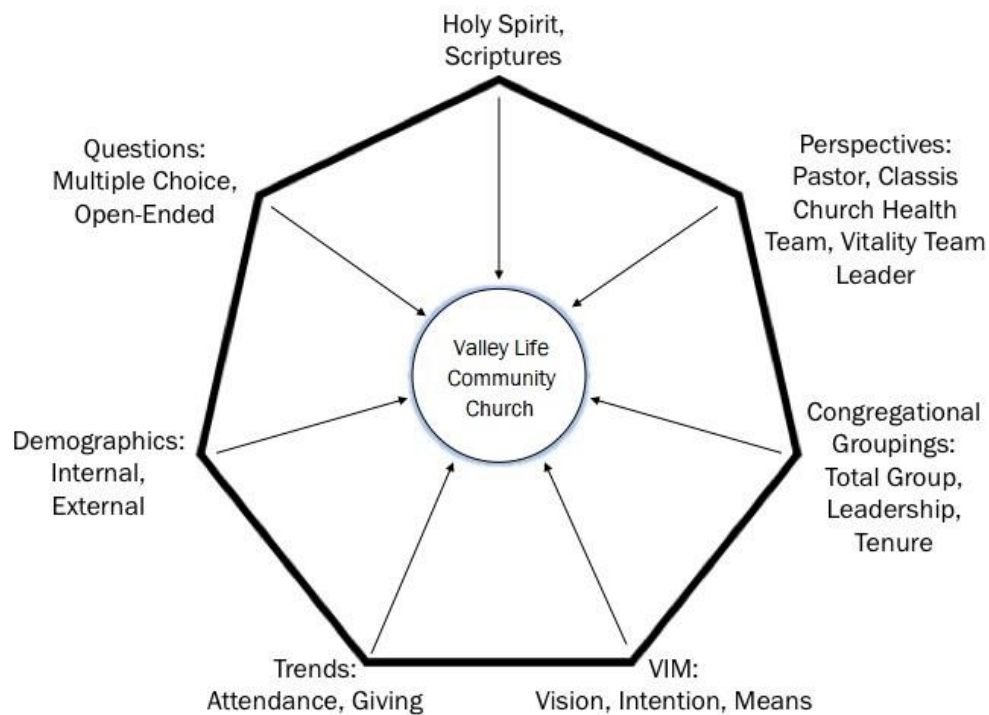 Holy Spirit,
Scriptures
Questions:
Multiple Choice,
Open-Ended
Perspectives:
Pastor, Classis
Church Health
Team, Vitality Team
Leader
Valley Life
Community
Church
Demographics:
Internal,
External
Congregational
Groupings:
Total Group,
Leadership,
Tenure
Trends:
Attendance, Giving
VIM:
Vision, Intention, Means